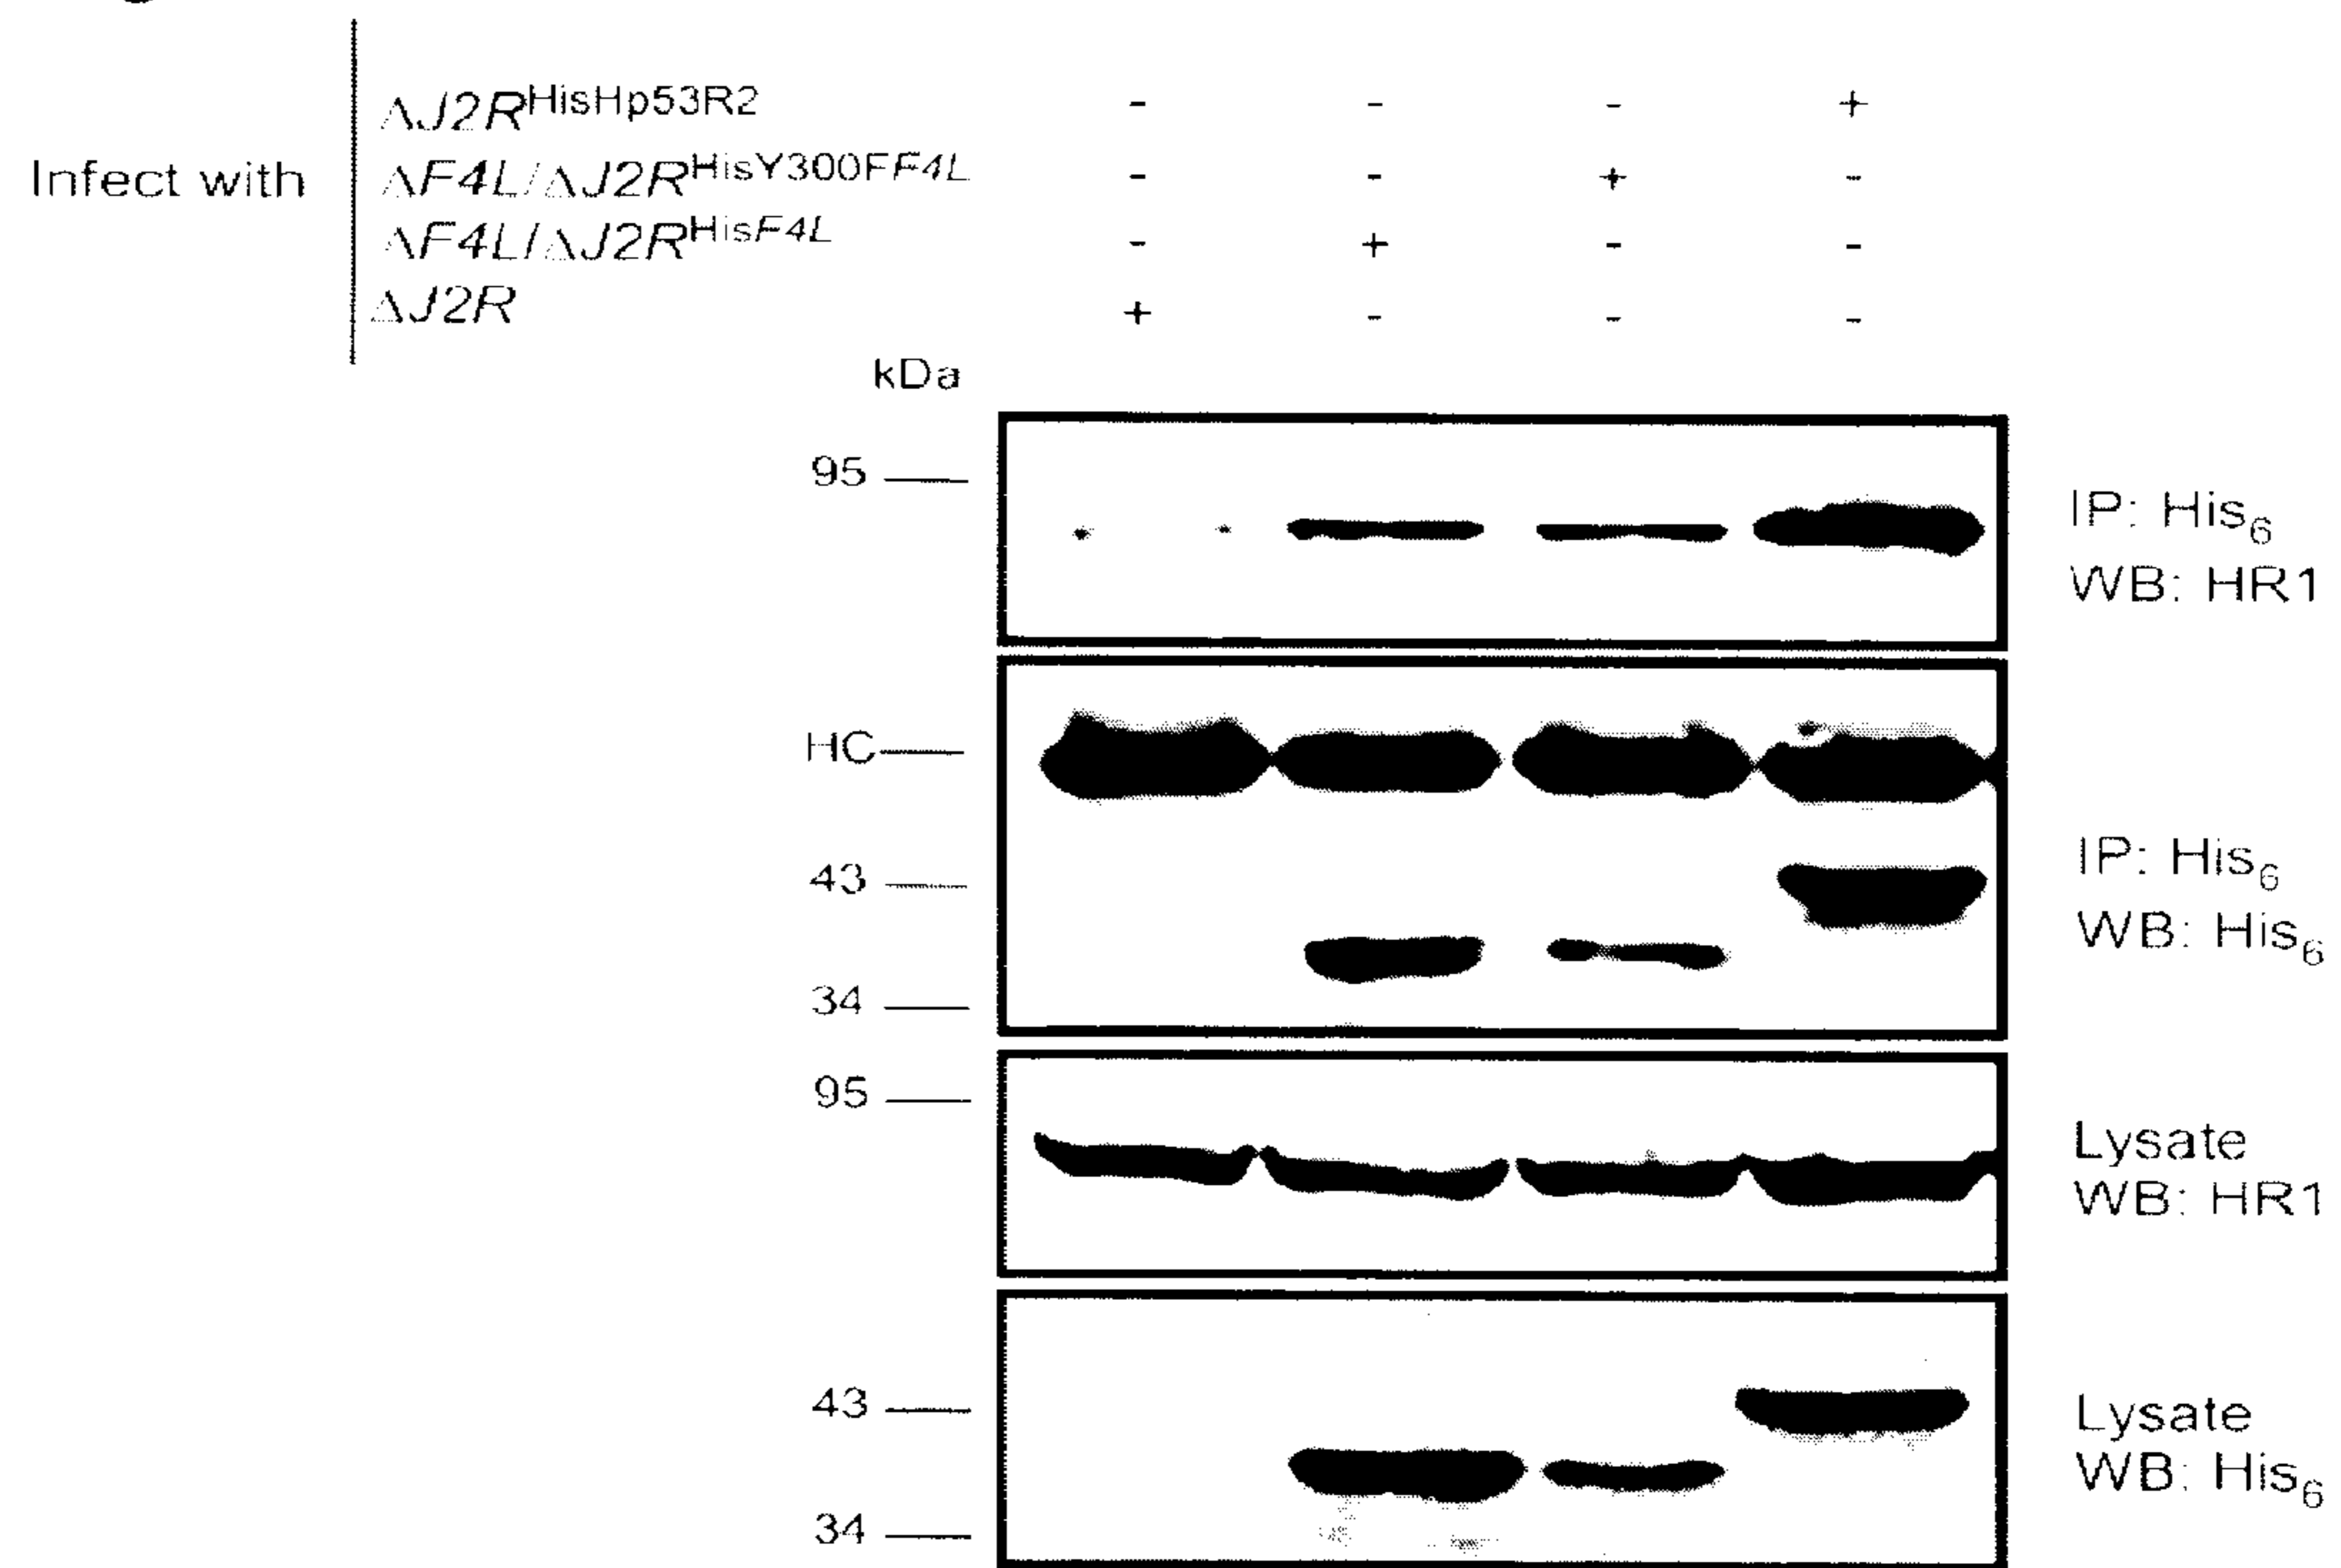 ΔJ2R^HisHp53R2 - - - +
Infect with ΔF4L/ΔJ2R^HisY300FF4L - - + -
ΔF4L/ΔJ2R^HisF4L - + - -
ΔJ2R + - - -
kDa
95
IP: His₆
WB: HR1
HC
43
IP: His₆
WB: His₆
34
95
Lysate
WB: HR1
43
Lysate
WB: His₆
34